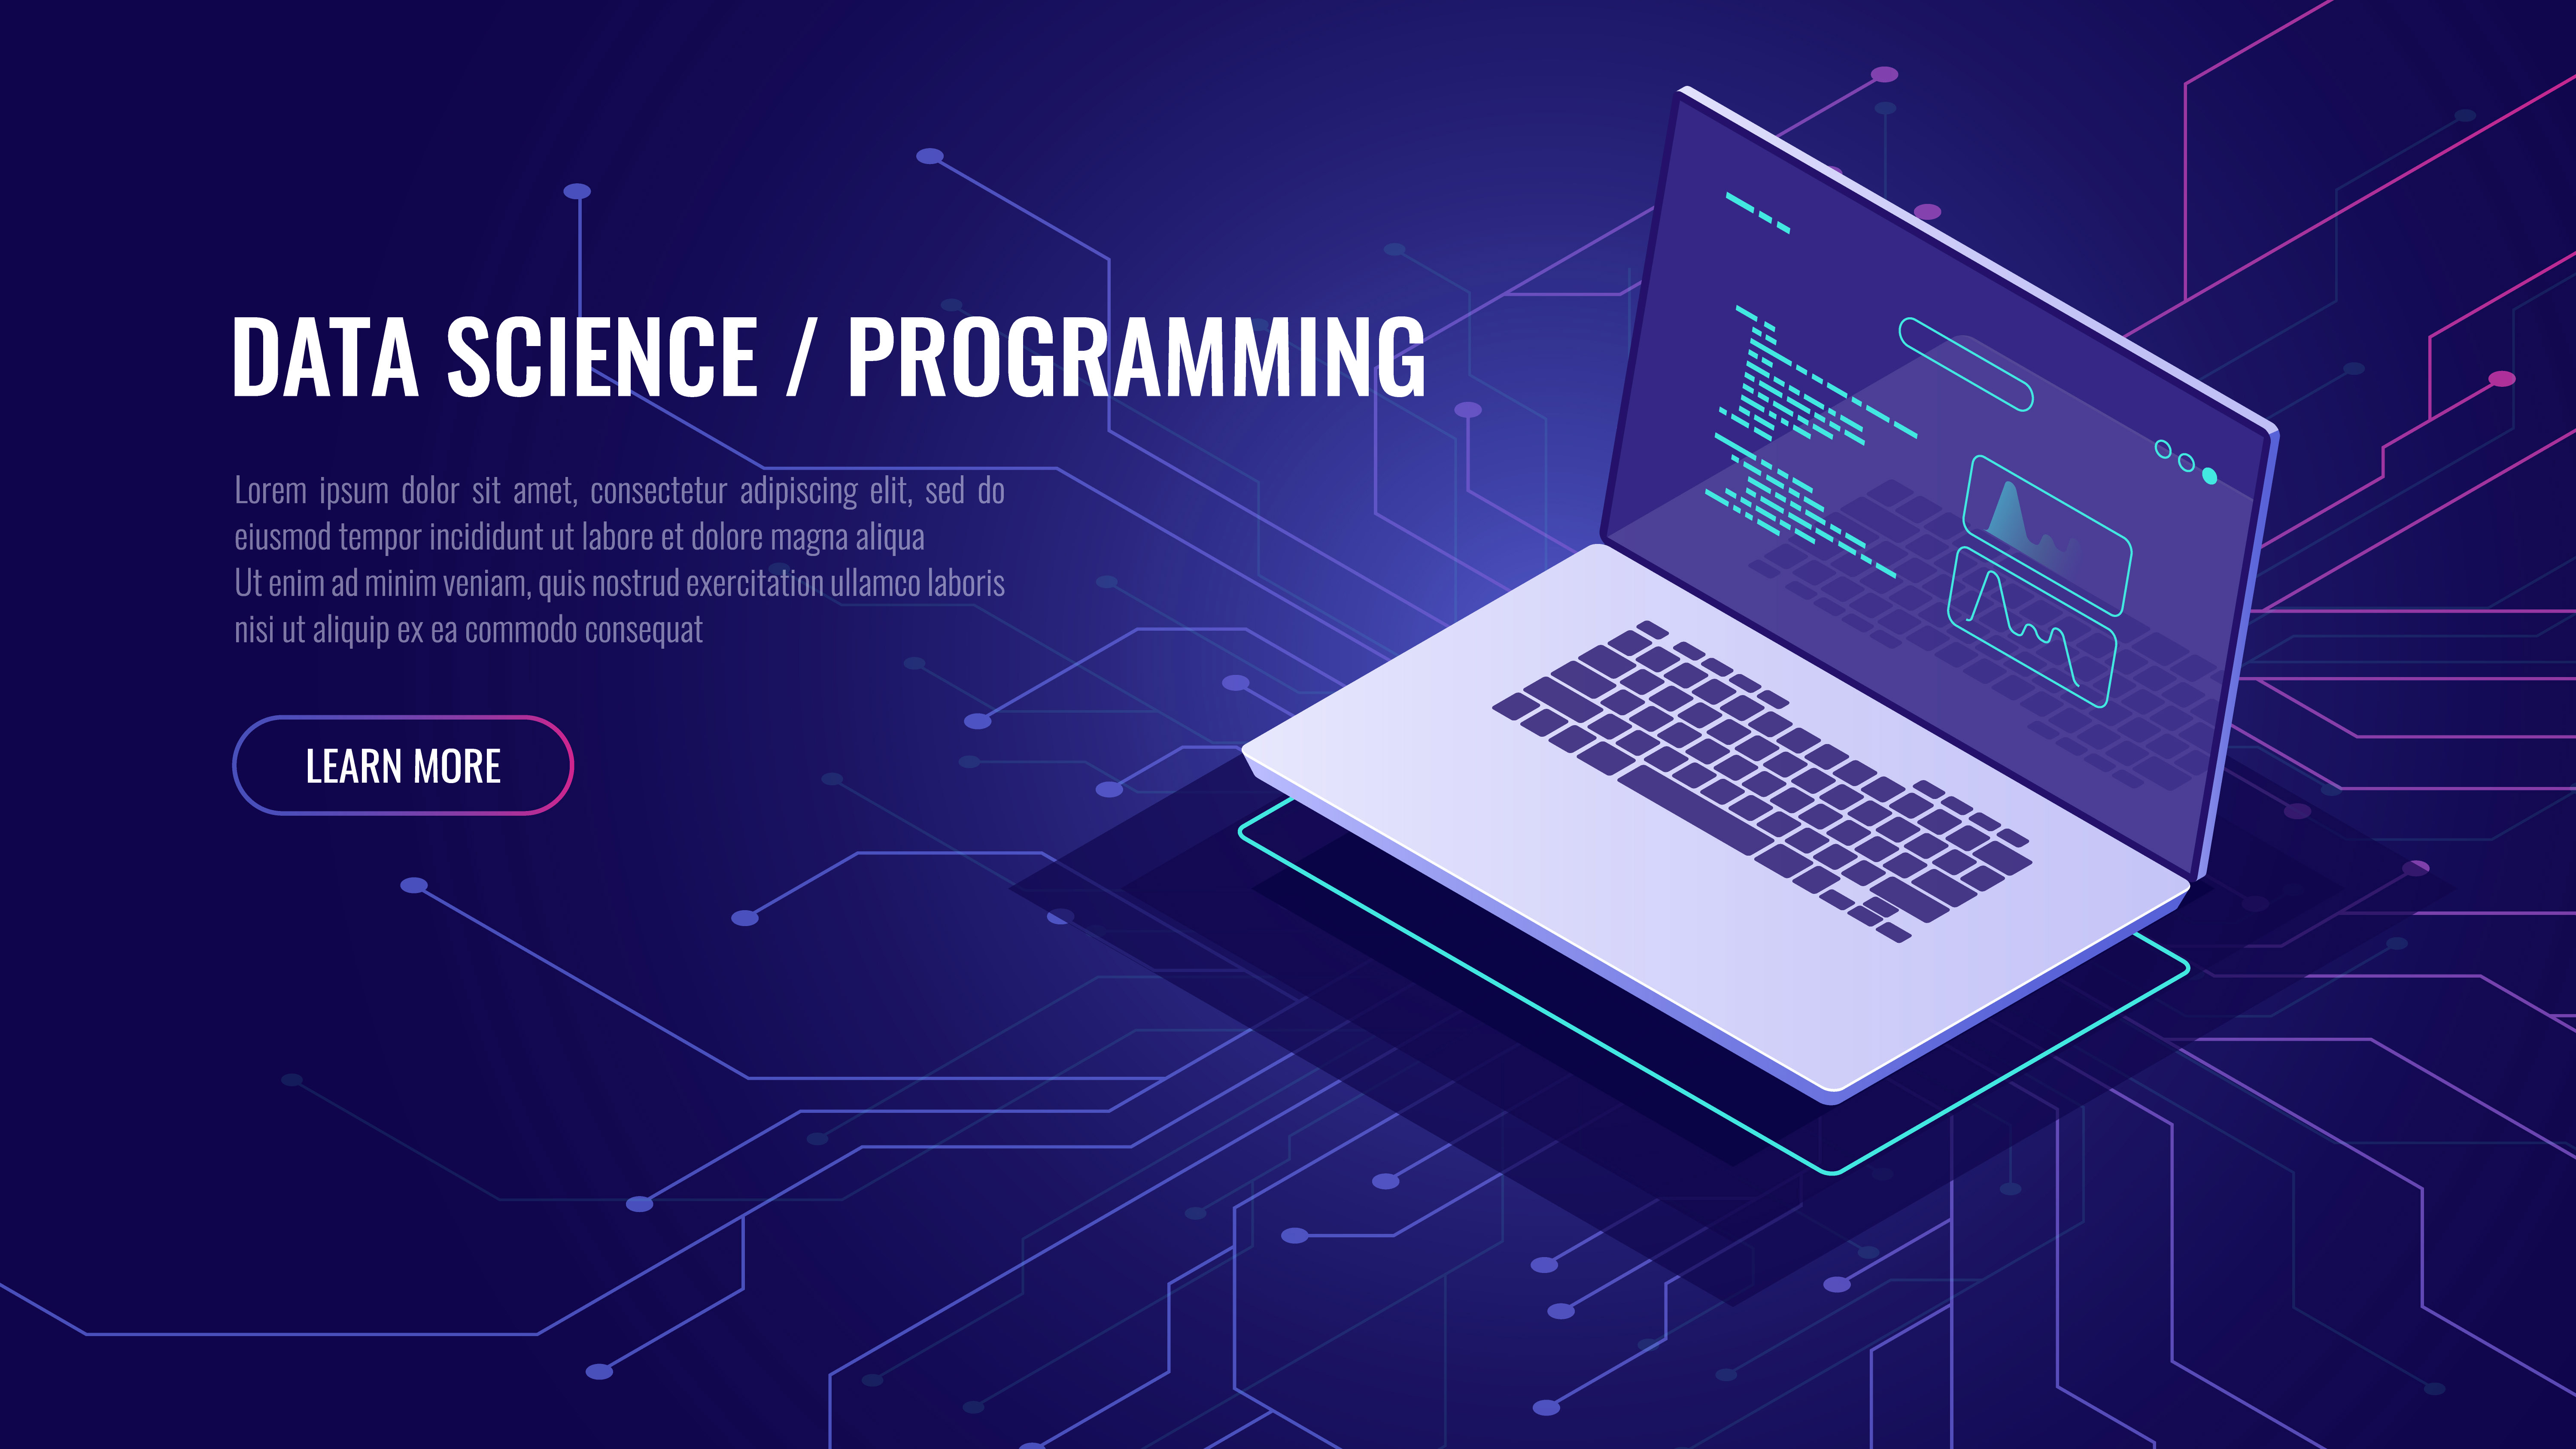 DATA SCIENCE / PROGRAMMING
Lorem ipsum dolor sit amet, consectetur adipiscing elit, sed do
eiusmod tempor incididunt ut labore et dolore magna aliqua
Ut enim ad minim veniam, quis nostrud exercitation ullamco laboris
nisi ut aliquip ex ea commodo consequat
LEARN MORE